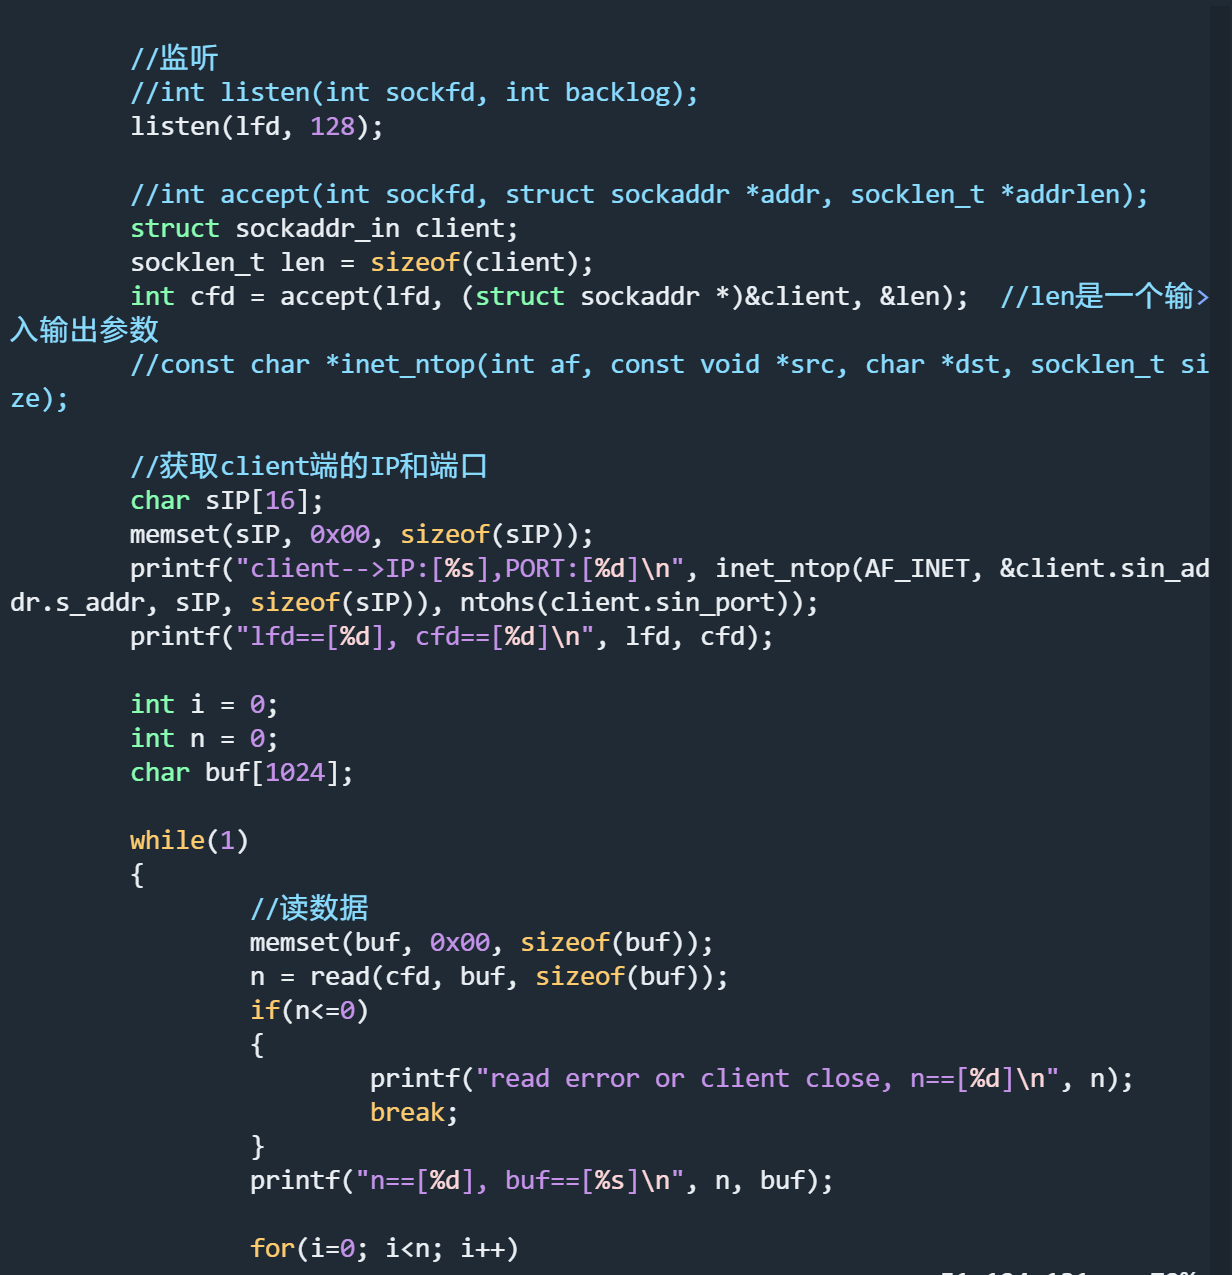 //监听
//int listen(int sockfd, int backlog);
listen(lfd, 128);
//int accept(int sockfd, struct sockaddr *addr, socklen_t *addrlen);
struct sockaddr_in client;
socklen_t len = sizeof(client);
int cfd = accept(lfd, (struct sockaddr *)&client, &len);  //len是一个输>
入输出参数
//const char *inet_ntop(int af, const void *src, char *dst, socklen_t si
ze);
//获取client端的IP和端口
char sIP[16];
memset(sIP, 0x00, sizeof(sIP));
printf("client-->IP:[%s],PORT:[%d]\n", inet_ntop(AF_INET, &client.sin_ad
dr.s_addr, sIP, sizeof(sIP)), ntohs(client.sin_port));
printf("lfd==[%d], cfd==[%d]\n", lfd, cfd);
int i = 0;
int n = 0;
char buf[1024];
while(1)
{
//读数据
memset(buf, 0x00, sizeof(buf));
n = read(cfd, buf, sizeof(buf));
if(n<=0)
{
printf("read error or client close, n==[%d]\n", n);
break;
}
printf("n==[%d], buf==[%s]\n", n, buf);
for(i=0; i<n; i++)